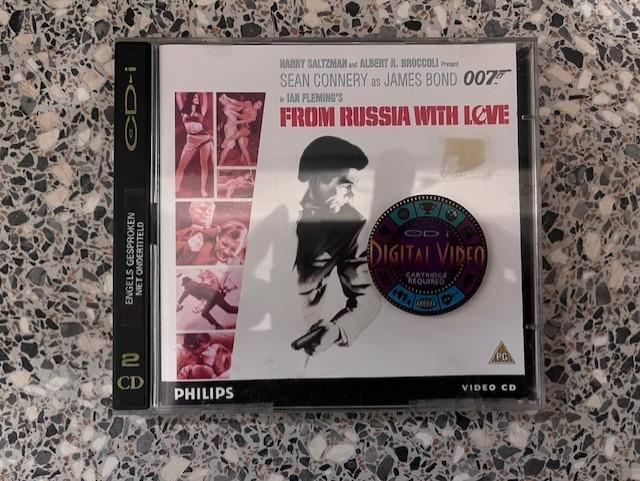 HARRY SALTZMAN and ALBERT R. BROCCOLI Present
SEAN CONNERY as JAMES BOND 007
in IAN FLEMING'S
FROM RUSSIA WITH LOVE
CD-i
DIGITAL VIDEO
CARTRIDGE
REQUIRED
PG
PHILIPS
VIDEO CD
CD-i
ENGELS GESPROKEN
NIET ONDERTITELD
2
CD